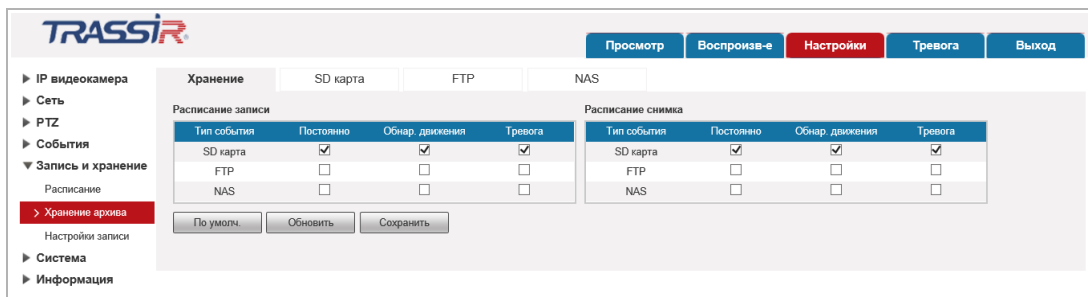 TRASSIR
Просмотр Воспроизв-е Настройки Тревога Выход
IP видеокамера
Сеть
PTZ
События
Запись и хранение
Расписание
Хранение архива
Настройки записи
Система
Информация
Хранение SD карта FTP NAS
Расписание записи
Тип события Постоянно Обнар. движения Тревога
SD карта
FTP
NAS
Расписание снимка
Тип события Постоянно Обнар. движения Тревога
SD карта
FTP
NAS
По умолч. Обновить Сохранить